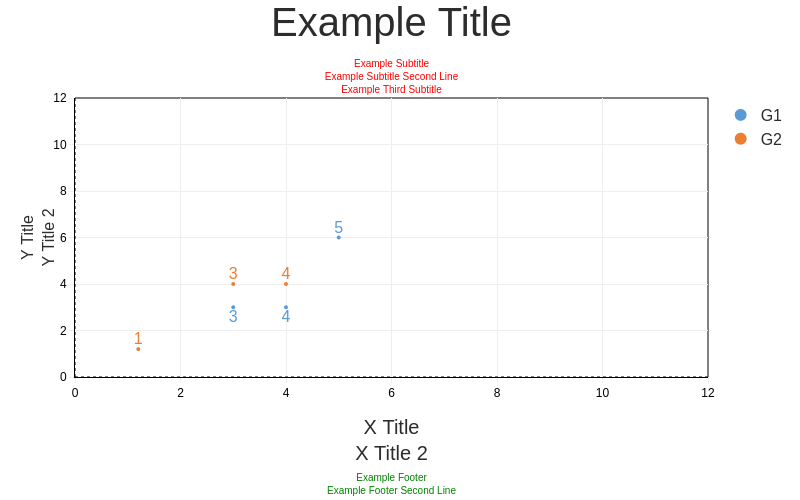 Example Title
Example Subtitle
Example Subtitle Second Line
Example Third Subtitle
12
10
8
6
4
2
0
Y Title
Y Title 2
5
3
4
3
4
1
G1
G2
0
2
4
6
8
10
12
X Title
X Title 2
Example Footer
Example Footer Second Line